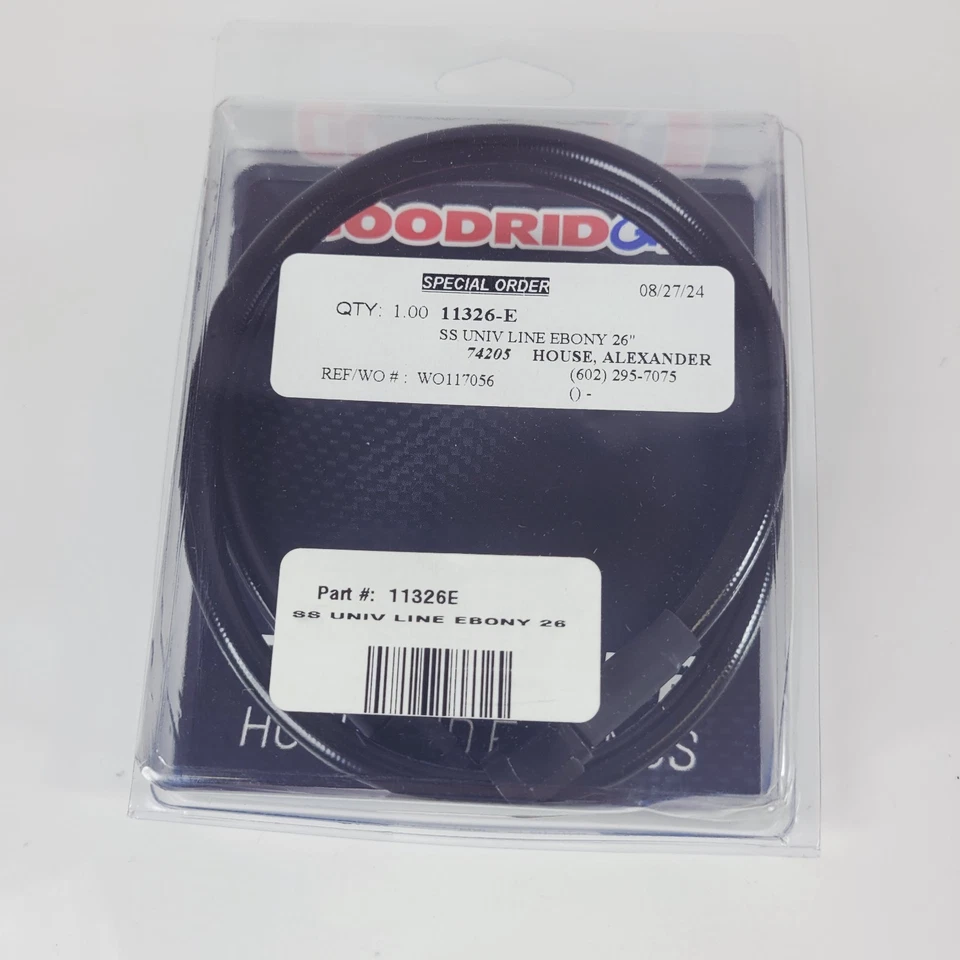 OODRIDG
SPECIAL ORDER
08/27/24
QTY: 1.00 11326-E
SS UNIV LINE EBONY 26"
74205 HOUSE, ALEXANDER
REF/WO # : WO117056 (602) 295-7075
() -
Part #: 11326E
SS UNIV LINE EBONY 26